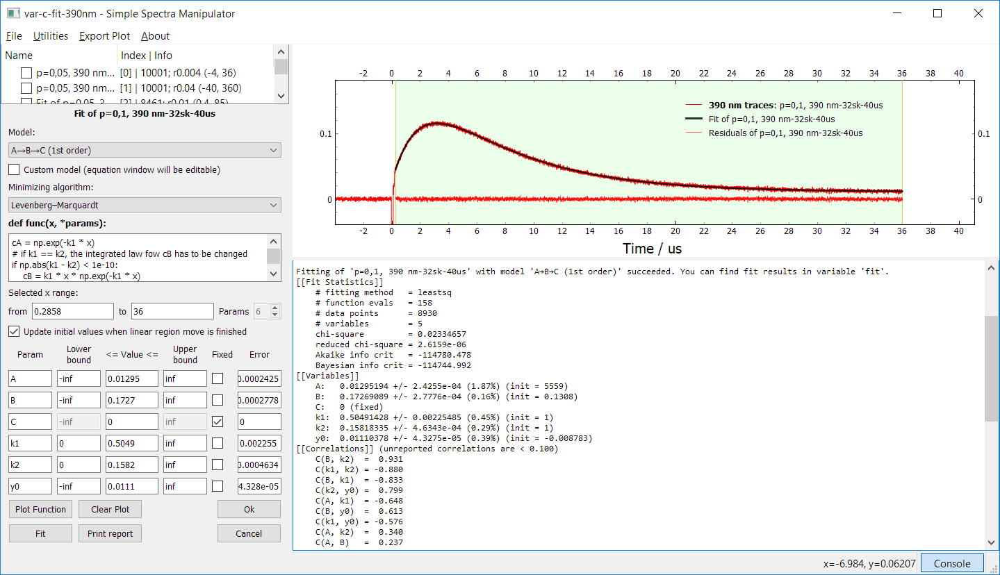 var-c-fit-390nm - Simple Spectra Manipulator
File Utilities Export Plot About
Name Index | Info
p=0,05, 390 nm... [0] | 10001; r0.004 (-4, 36)
p=0,05, 390 nm... [1] | 10001; r0.04 (-40, 360)
Fit of p=0,05, 3... [2] | 8461; r0.01 (0.4, 85)
Fit of p=0,1, 390 nm-32sk-40us
Model:
A→B→C (1st order)
Custom model (equation window will be editable)
Minimizing algorithm:
Levenberg–Marquardt
def func(x, *params):
cA = np.exp(-k1 * x)
# if k1 == k2, the integrated law fow cB has to be changed
if np.abs(k1 - k2) < 1e-10:
cB = k1 * x * np.exp(-k1 * x)
Selected x range:
from 0.2858 to 36 Params 6
Update initial values when linear region move is finished
Param Lower bound <= Value <= Upper bound Fixed Error
A -inf 0.01295 inf 0.0002425
B -inf 0.1727 inf 0.0002778
C -inf 0 inf 0
k1 0 0.5049 inf 0.002255
k2 0 0.1582 inf 0.0004634
y0 -inf 0.0111 inf 4.328e-05
Plot Function Clear Plot Ok
Fit Print report Cancel
-2 0 2 4 6 8 10 12 14 16 18 20 22 24 26 28 30 32 34 36 38 40
390 nm traces: p=0,1, 390 nm-32sk-40us
Fit of p=0,1, 390 nm-32sk-40us
Residuals of p=0,1, 390 nm-32sk-40us
0.1 0.1
0 0
-2 0 2 4 6 8 10 12 14 16 18 20 22 24 26 28 30 32 34 36 38 40
Time / us
Fitting of 'p=0,1, 390 nm-32sk-40us' with model 'A→B→C (1st order)' succeeded. You can find fit results in variable 'fit'.
[[Fit Statistics]]
# fitting method = leastsq
# function evals = 158
# data points = 8930
# variables = 5
chi-square = 0.02334657
reduced chi-square = 2.6159e-06
Akaike info crit = -114780.478
Bayesian info crit = -114744.992
[[Variables]]
A: 0.01295194 +/- 2.4255e-04 (1.87%) (init = 5559)
B: 0.17269089 +/- 2.7776e-04 (0.16%) (init = 0.1308)
C: 0 (fixed)
k1: 0.50491428 +/- 0.00225485 (0.45%) (init = 1)
k2: 0.15818335 +/- 4.6343e-04 (0.29%) (init = 1)
y0: 0.01110378 +/- 4.3275e-05 (0.39%) (init = -0.008783)
[[Correlations]] (unreported correlations are < 0.100)
C(B, k2) = 0.931
C(k1, k2) = -0.880
C(B, k1) = -0.833
C(k2, y0) = 0.799
C(A, k1) = -0.648
C(B, y0) = 0.613
C(k1, y0) = -0.576
C(A, k2) = 0.340
C(A, B) = 0.237
x=-6.984, y=0.06207 Console